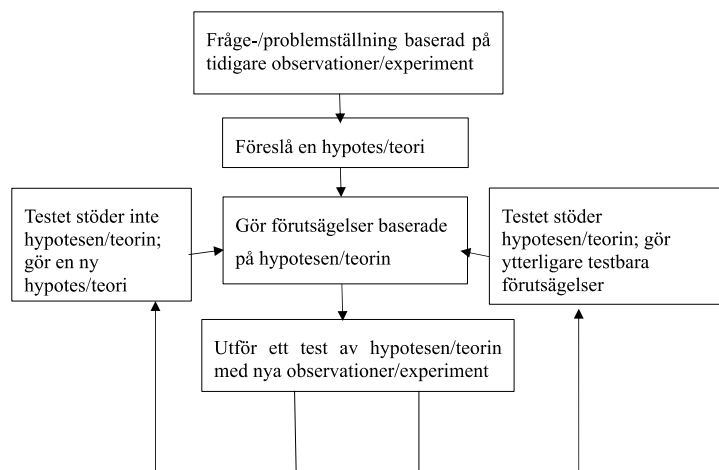 Fråge-/problemställning baserad på
tidigare observationer/experiment
Föreslå en hypotes/teori
Testet stöder inte
hypotesen/teorin;
gör en ny
hypotes/teori
Gör förutsägelser baserade
på hypotesen/teorin
Testet stöder
hypotesen/teorin; gör
ytterligare testbara
förutsägelser
Utför ett test av hypotesen/teorin
med nya observationer/experiment